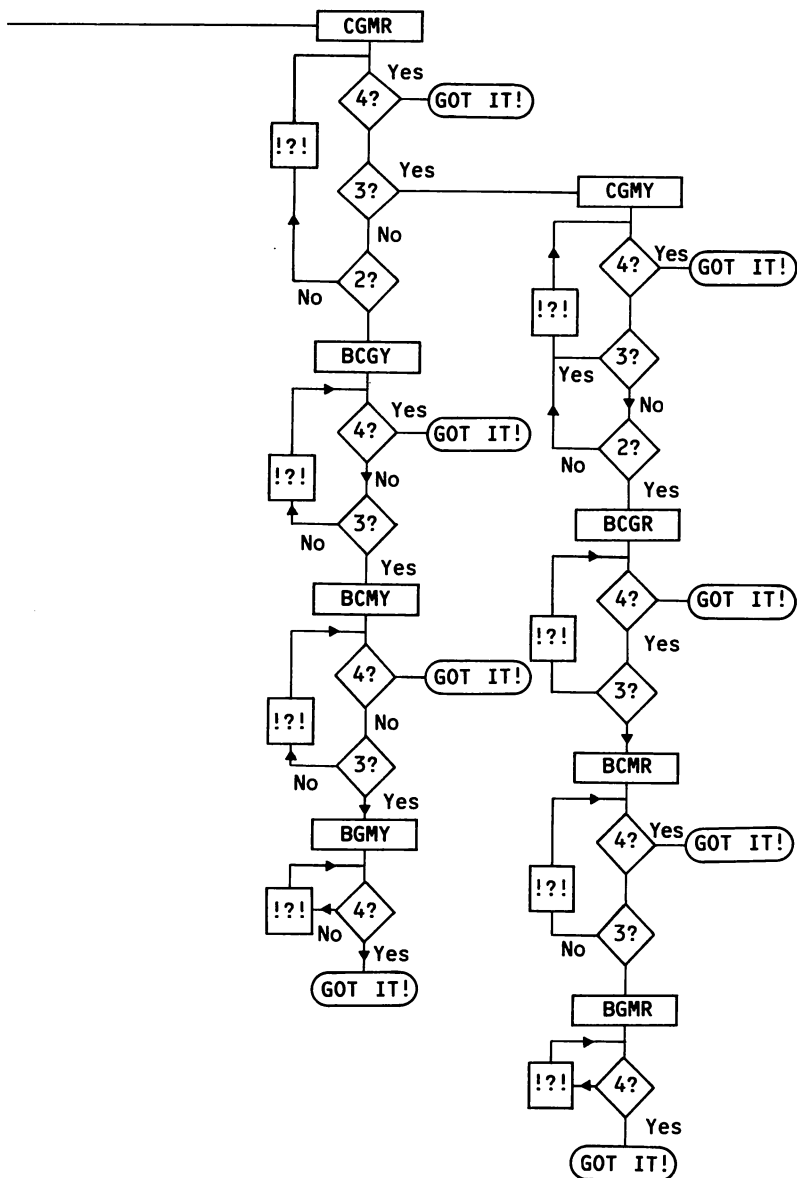 CGMR
Yes
4?
GOT IT!
!?!
Yes
3?
No
2?
No
BCGY
Yes
4?
GOT IT!
No
!?!
3?
No
Yes
BCMY
4?
GOT IT!
No
!?!
3?
No
Yes
BGMY
4?
!?!
No
Yes
GOT IT!
CGMY
4?
Yes
GOT IT!
!?!
3?
Yes
No
2?
No
Yes
BCGR
4?
GOT IT!
!?!
Yes
3?
BCMR
4?
Yes
GOT IT!
!?!
3?
No
BGMR
4?
!?!
Yes
GOT IT!